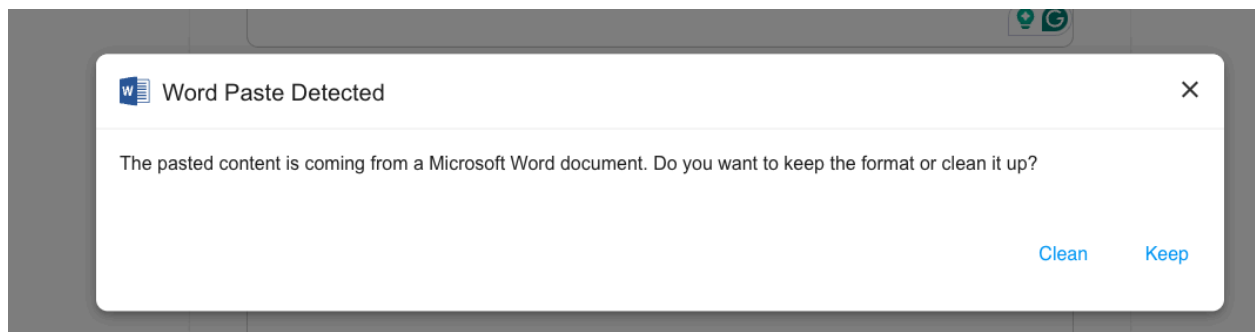 W
G
Word Paste Detected
The pasted content is coming from a Microsoft Word document. Do you want to keep the format or clean it up?
Clean Keep